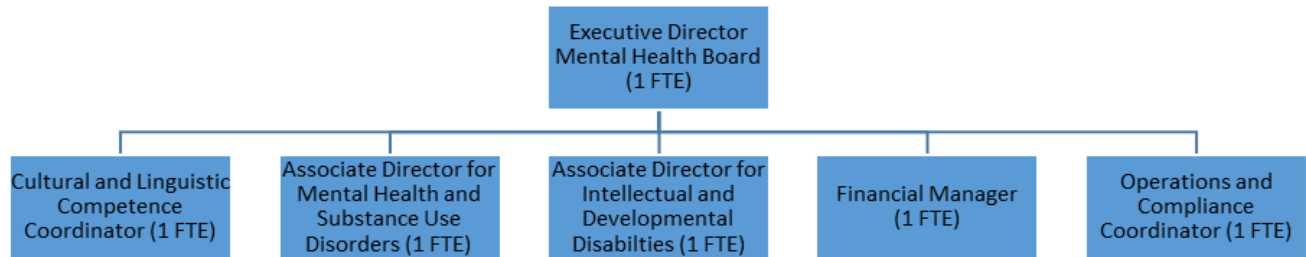 Executive Director
Mental Health Board
(1 FTE)
Cultural and Linguistic
Competence
Coordinator (1 FTE)
Associate Director for
Mental Health and
Substance Use
Disorders (1 FTE)
Associate Director for
Intellectual and
Developmental
Disabilties (1 FTE)
Financial Manager
(1 FTE)
Operations and
Compliance
Coordinator (1 FTE)